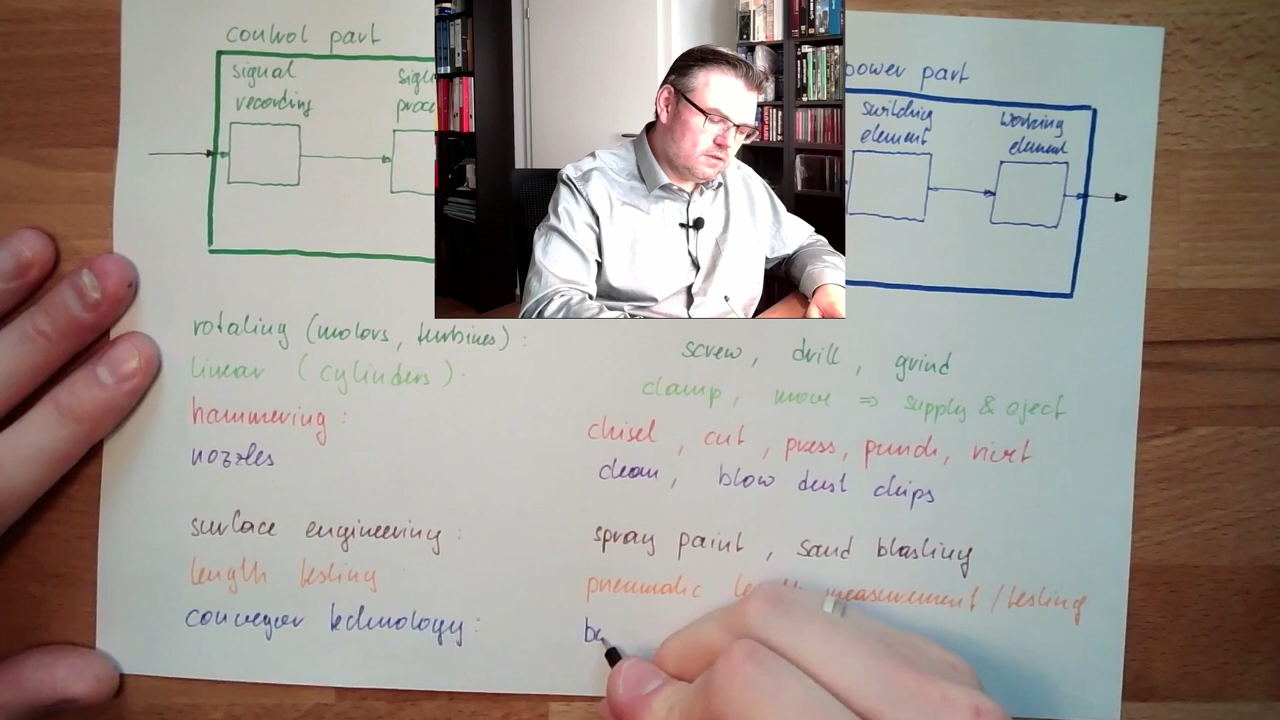 control part
power part
signal
recording
switching
element
working
element
rotating (motors, turbines):
screw, drill, grind
linear (cylinders).
clamp, move => supply & eject
hammering:
chisel, cut, press, punch, rivet
nozzles
clean, blow dust chips
surface engineering:
spray paint, sand blasting
length testing
pneumatic measurement/testing
conveyor technology: